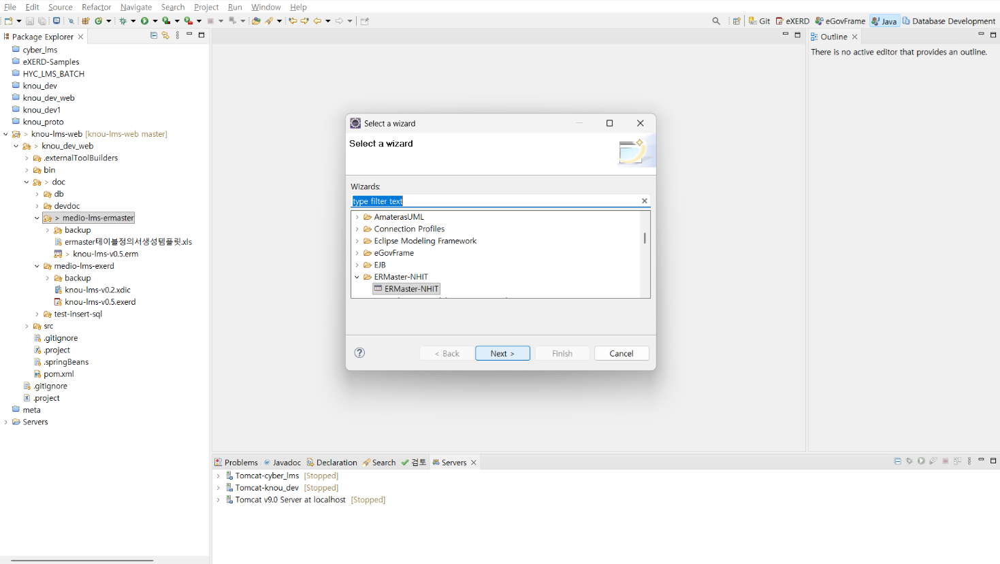 File Edit Source Refactor Navigate Search Project Run Window Help
Git eXERD eGovFrame Java Database Development
Package Explorer
cyber_lms
eXERD-Samples
HYC_LMS_BATCH
knou_dev
knou_dev_web
knou_dev1
knou_proto
> knou-lms-web [knou-lms-web master]
> knou_dev_web
.externalToolBuilders
bin
> doc
db
devdoc
> medio-lms-ermaster
backup
ermaster테이블정의서생성템플릿.xls
> knou-lms-v0.5.erm
medio-lms-exerd
backup
knou-lms-v0.2.xdic
knou-lms-v0.5.exerd
test-insert-sql
src
.gitignore
.project
.springBeans
pom.xml
.gitignore
.project
meta
Servers
Select a wizard
Select a wizard
Wizards:
type filter text
AmaterasUML
Connection Profiles
Eclipse Modeling Framework
eGovFrame
EJB
ERMaster-NHIT
ERMaster-NHIT
< Back Next > Finish Cancel
Outline
There is no active editor that provides an outline.
Problems Javadoc Declaration Search 검토 Servers
Tomcat-cyber_lms [Stopped]
Tomcat-knou_dev [Stopped]
Tomcat v9.0 Server at localhost [Stopped]